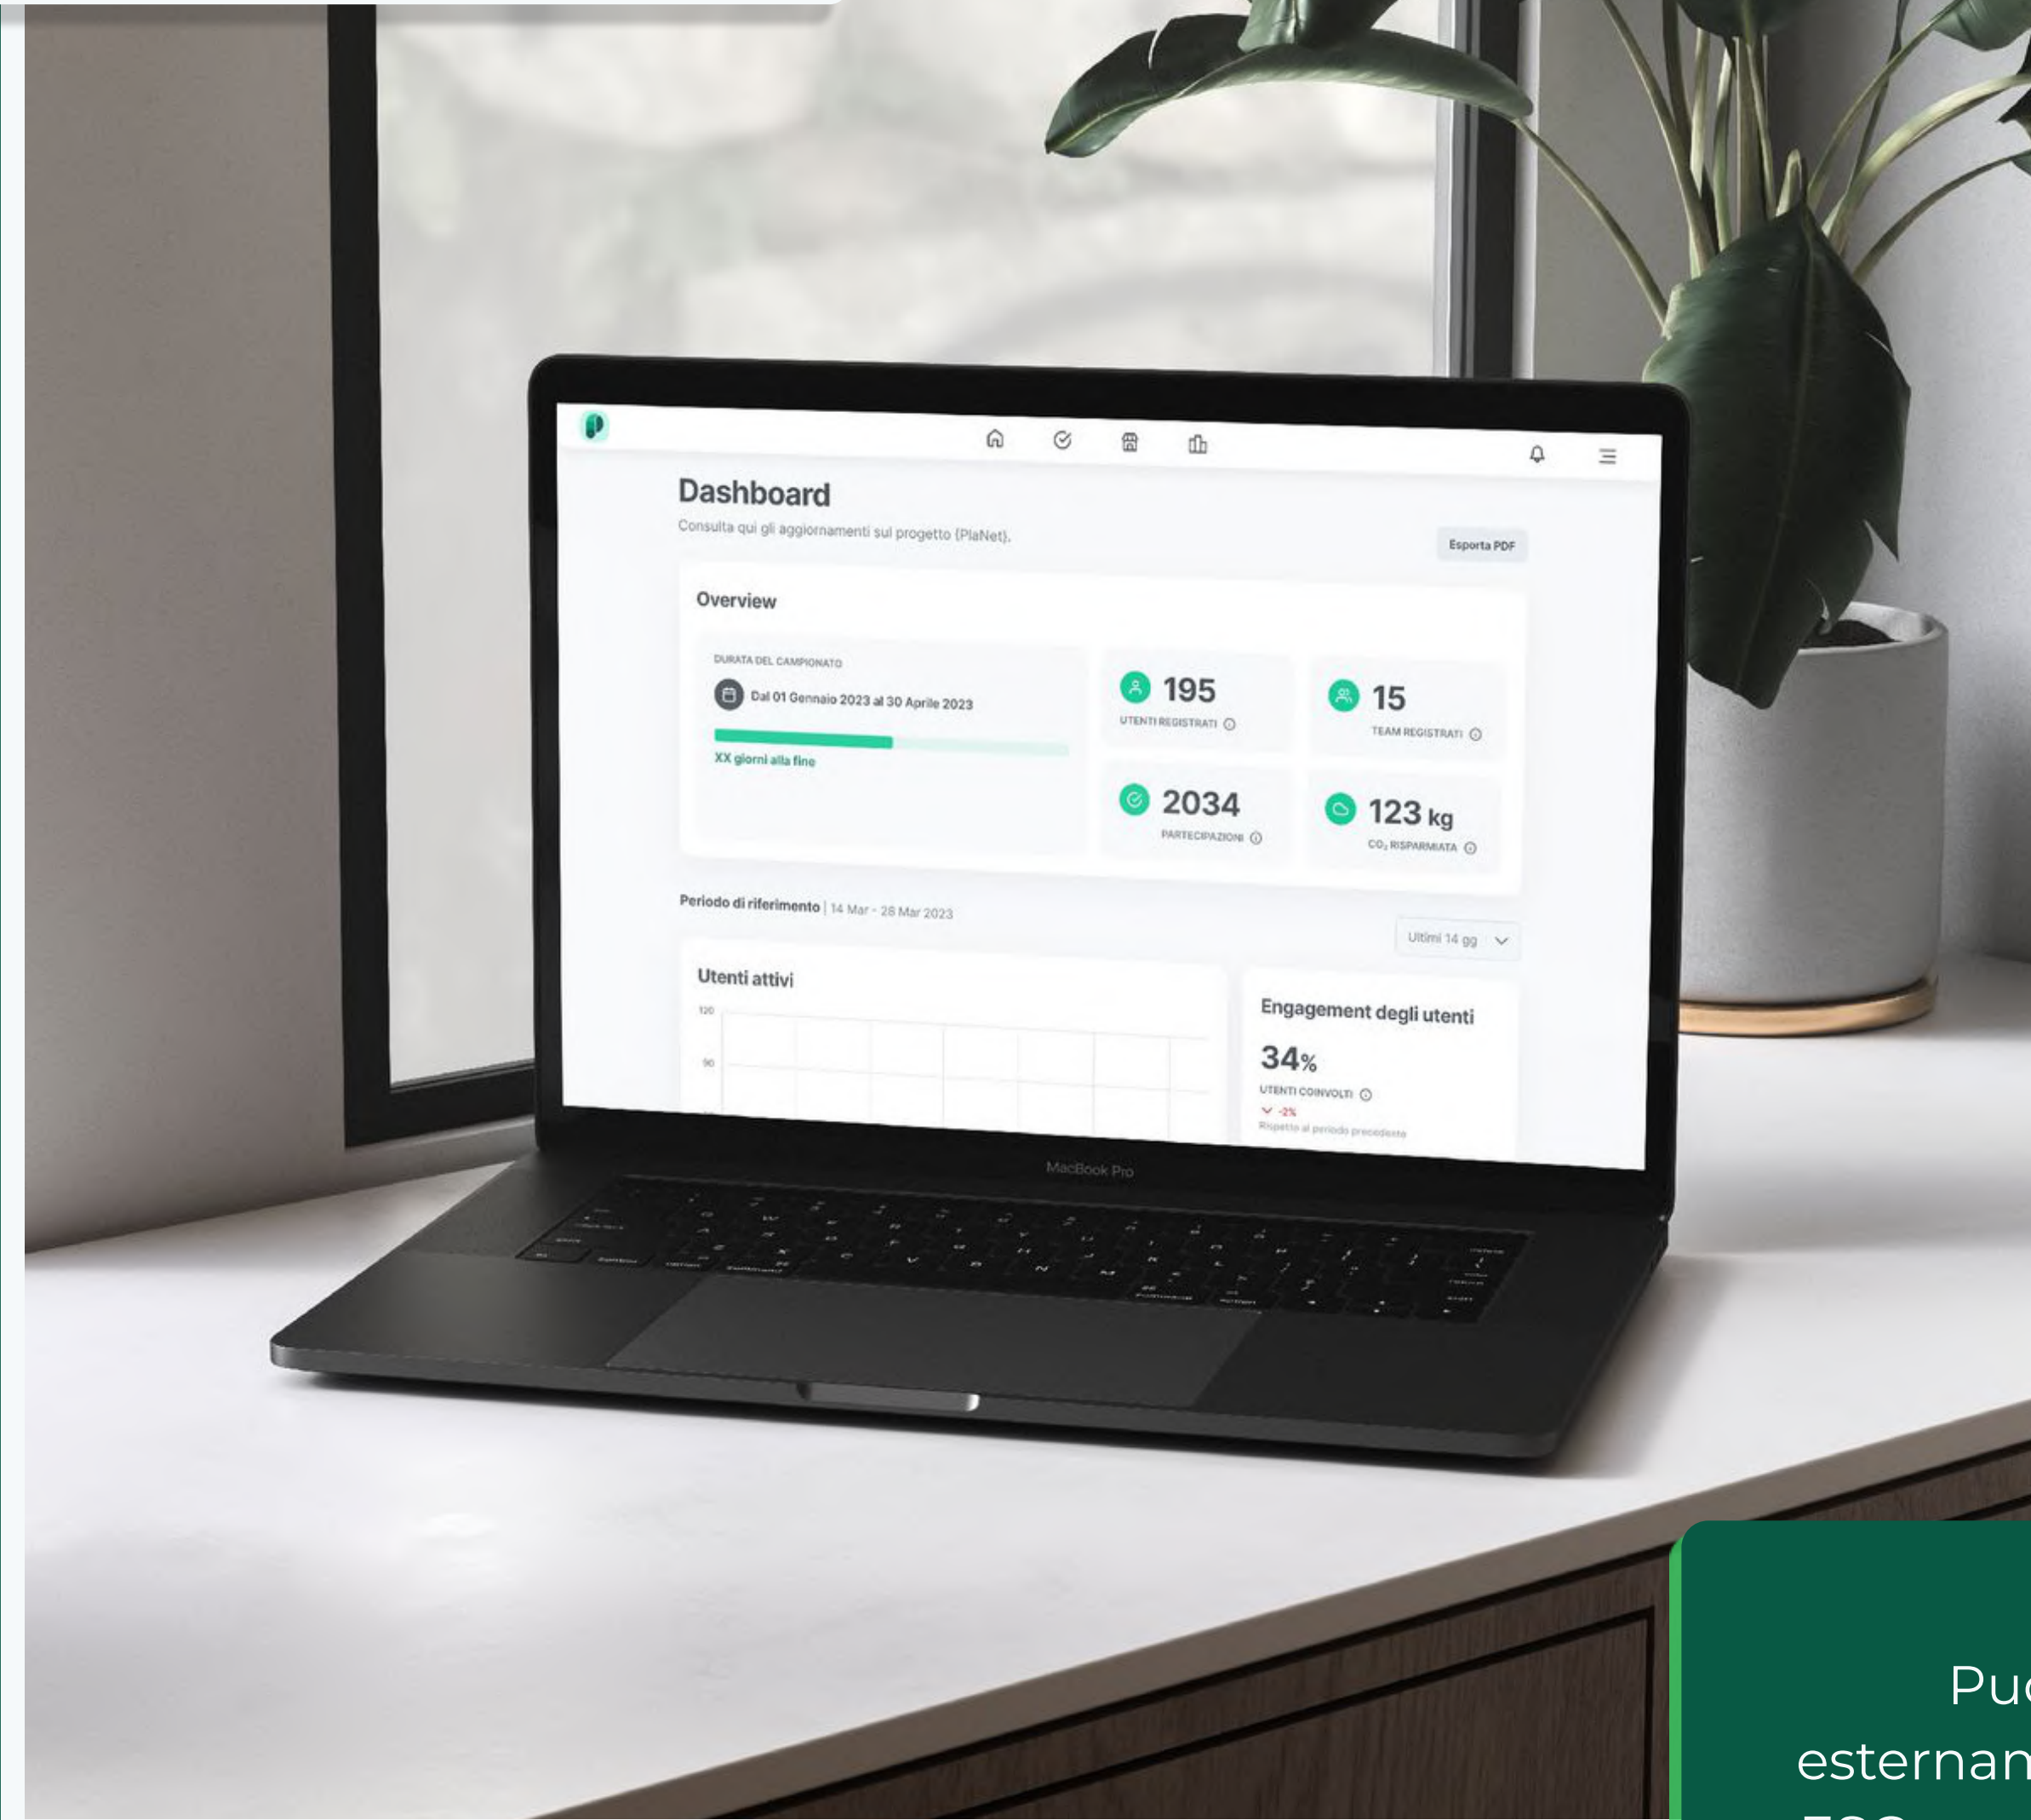 Dashboard
Consulta qui gli aggiornamenti sul progetto {PlaNet}.
Esporta PDF
Overview
DURATA DEL CAMPIONATO
Dal 01 Gennaio 2023 al 30 Aprile 2023
XX giorni alla fine
195
UTENTI REGISTRATI
15
TEAM REGISTRATI
2034
PARTECIPAZIONI
123 kg
CO₂ RISPARMIATA
Periodo di riferimento | 14 Mar - 28 Mar 2023
Ultimi 14 gg
Utenti attivi
120
90
Engagement degli utenti
34%
UTENTI COINVOLTI
-2%
Rispetto al periodo precedente
MacBook Pro